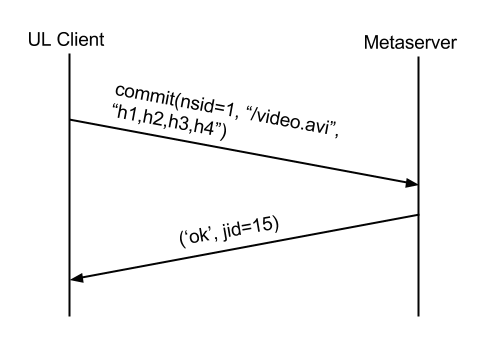 UL Client
Metaserver
commit(nsid=1, “/video.avi”,
“h1,h2,h3,h4”)
(‘ok’, jid=15)